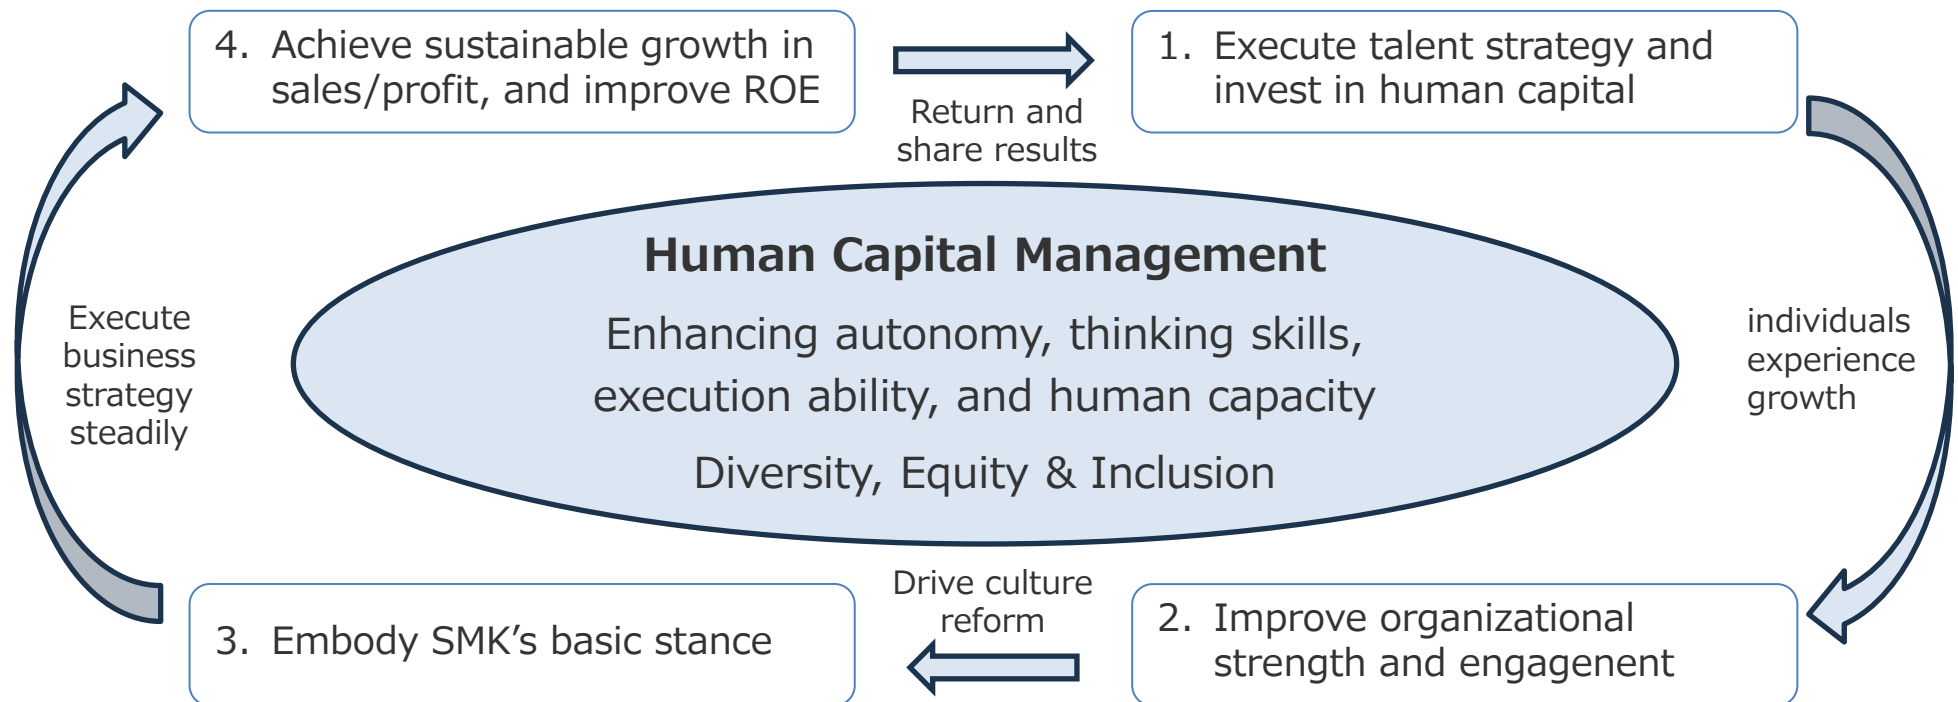 4. Achieve sustainable growth in
sales/profit, and improve ROE
Return and
share results
1. Execute talent strategy and
invest in human capital
Human Capital Management
Enhancing autonomy, thinking skills,
execution ability, and human capacity
Diversity, Equity & Inclusion
Execute
business
strategy
steadily
individuals
experience
growth
3. Embody SMK’s basic stance
Drive culture
reform
2. Improve organizational
strength and engagenent